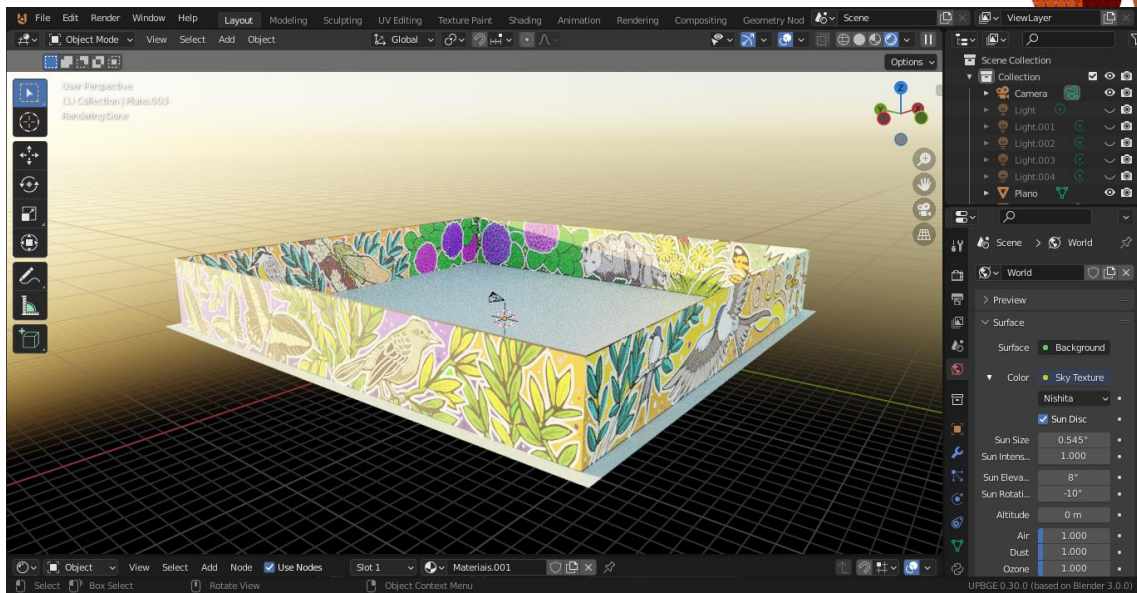 File Edit Render Window Help Layout Modeling Sculpting UV Editing Texture Paint Shading Animation Rendering Compositing Geometry Nod Scene ViewLayer
Object Mode View Select Add Object Global
Options
User Perspective
(1) Collection | Plano.003
Rendering Done
X
Y
Z
Scene Collection
Collection
Camera
Light
Light.001
Light.002
Light.003
Light.004
Plano
Scene > World
World
Preview
Surface
Surface Background
Color Sky Texture
Nishita
Sun Disc
Sun Size 0.545°
Sun Intens... 1.000
Sun Eleva... 8°
Sun Rotati... -10°
Altitude 0 m
Air 1.000
Dust 1.000
Ozone 1.000
Object View Select Add Node Use Nodes Slot 1 Materiais.001
Select Box Select Rotate View Object Context Menu UPBGE 0.30.0 (based on Blender 3.0.0)